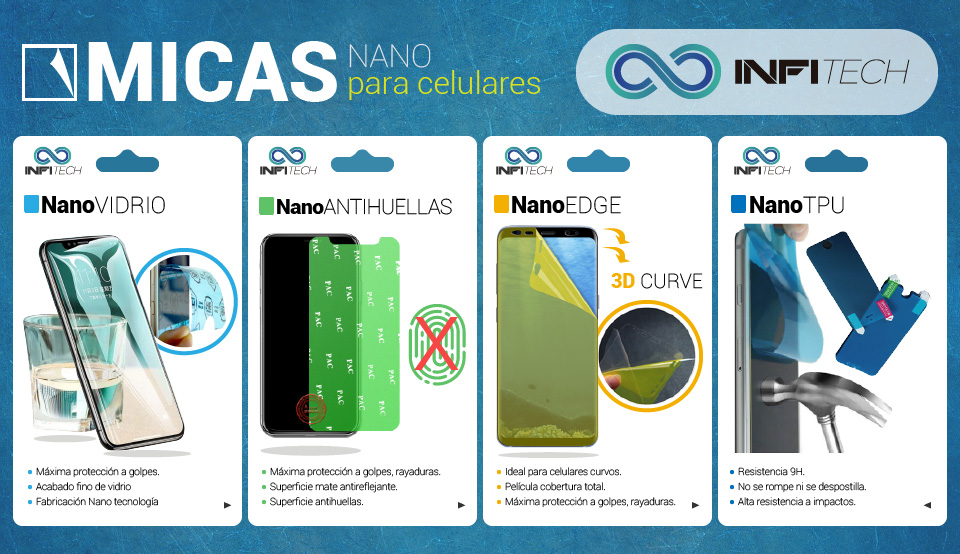 MICAS NANO
para celulares
INFITECH
INFITECH
NanoVIDRIO
Máxima protección a golpes.
Acabado fino de vidrio
Fabricación Nano tecnología
INFITECH
NanoANTIHUELLAS
PAC
Máxima protección a golpes, rayaduras.
Superficie mate antireflejante.
Superficie antihuellas.
INFITECH
NanoEDGE
3D CURVE
Ideal para celulares curvos.
Película cobertura total.
Máxima protección a golpes, rayaduras.
INFITECH
NanoTPU
Resistencia 9H.
No se rompe ni se despostilla.
Alta resistencia a impactos.